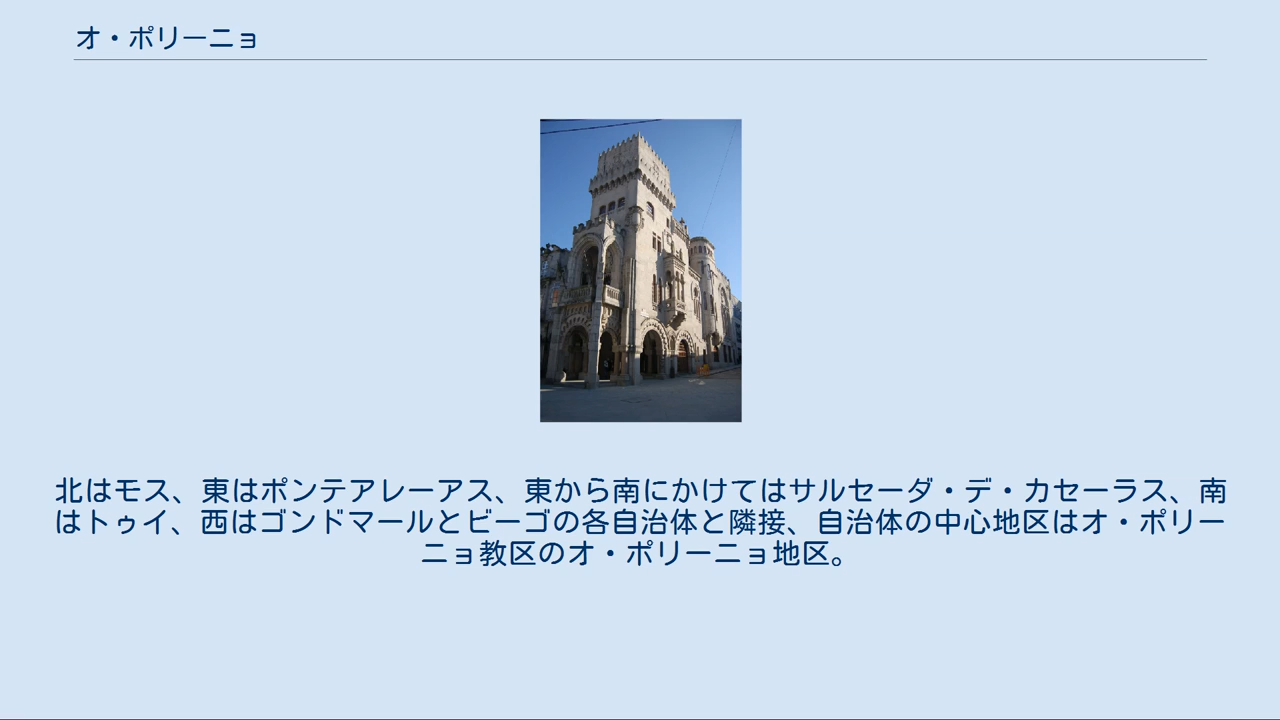 オ・ポリーニョ
北はモス、東はポンテアレーアス、東から南にかけてはサルセーダ・デ・カセーラス、南
はトゥイ、西はゴンドマールとビーゴの各自治体と隣接、自治体の中心地区はオ・ポリー
ニョ教区のオ・ポリーニョ地区。